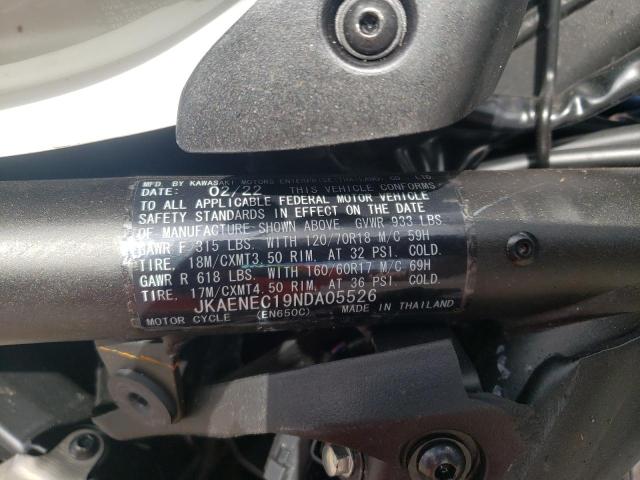 MFD. BY KAWASAKI MOTORS ENTERPRISE(THAILAND) CO LTD
DATE: 02/22 THIS VEHICLE CONFORMS
TO ALL APPLICABLE FEDERAL MOTOR VEHICLE
SAFETY STANDARDS IN EFFECT ON THE DATE
OF MANUFACTURE SHOWN ABOVE GVWR 933 LBS.
GAWR F 315 LBS. WITH 120/70R18 M/C 59H
TIRE. 18M/CXMT3.50 RIM, AT 32 PSI. COLD.
GAWR R 618 LBS. WITH 160/60R17 M/C 69H
TIRE. 17M/CXMT4.50 RIM, AT 36 PSI. COLD.
JKAENEC19NDA05526
MOTOR CYCLE (EN650C) MADE IN THAILAND